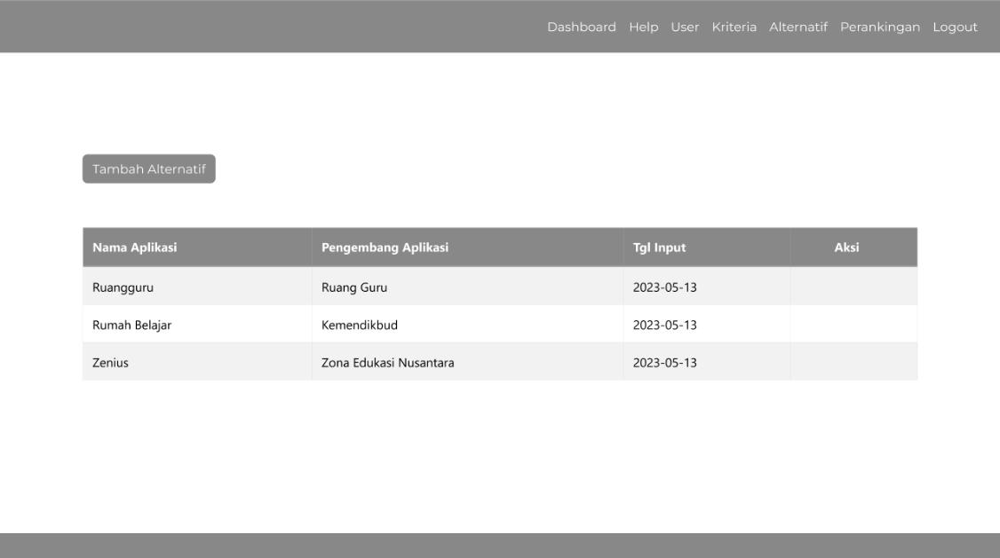 Dashboard Help User Kriteria Alternatif Perankingan Logout
Tambah Alternatif
Nama Aplikasi Pengembang Aplikasi Tgl Input Aksi
Ruangguru Ruang Guru 2023-05-13
Rumah Belajar Kemendikbud 2023-05-13
Zenius Zona Edukasi Nusantara 2023-05-13